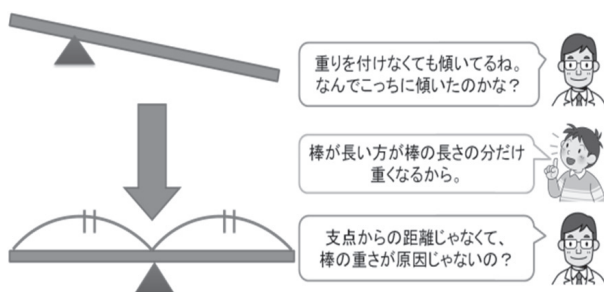 重りを付けなくても傾いてるね。
なんでこっちに傾いたのかな？
棒が長い方が棒の長さの分だけ
重くなるから。
支点からの距離じゃなくて、
棒の重さが原因じゃないの？